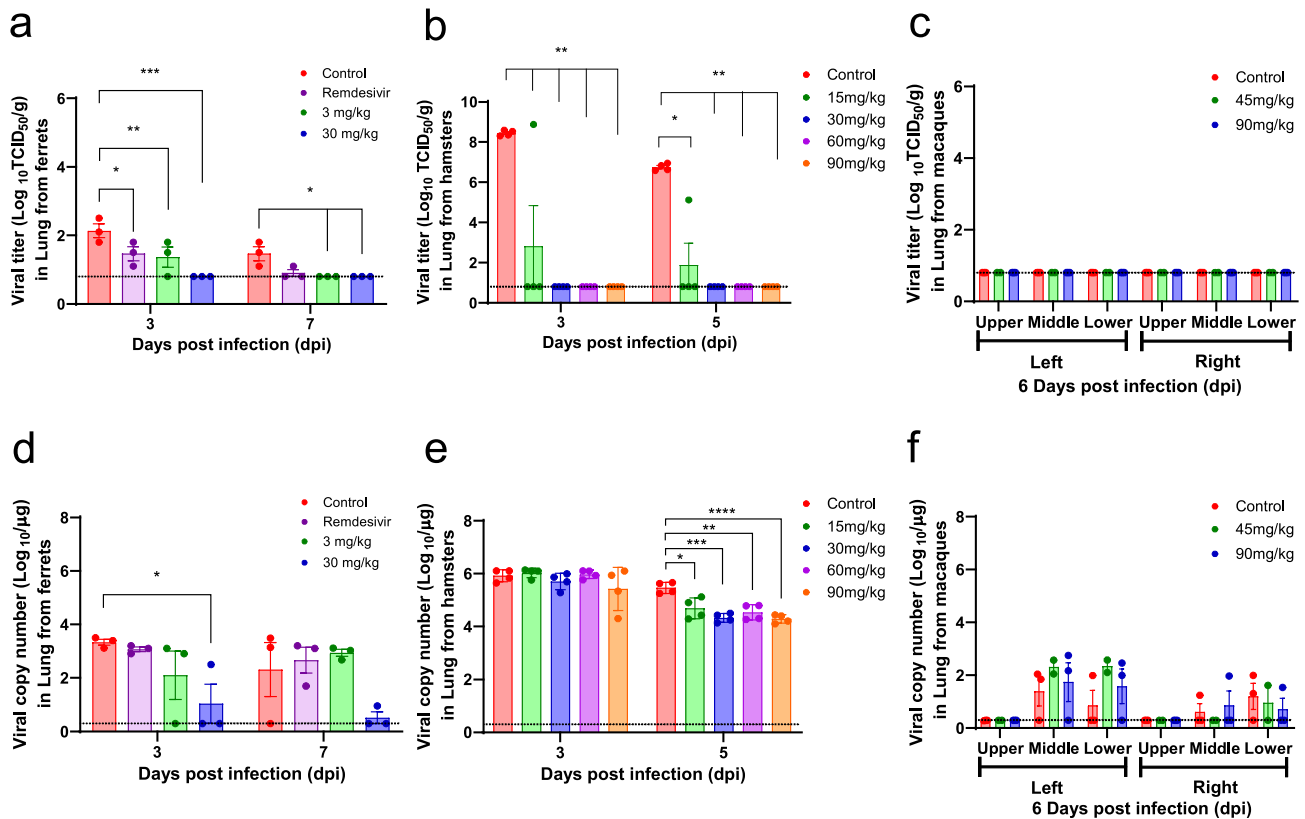 a
Viral titer (Log 10 TCID50/g)
in Lung from ferrets
6
4
2
0
***
**
*
*
Control
Remdesivir
3 mg/kg
30 mg/kg
3
7
Days post infection (dpi)
b
Viral titer (Log10 TCID50/g)
in Lung from hamsters
10
8
6
4
2
0
**
**
*
Control
15mg/kg
30mg/kg
60mg/kg
90mg/kg
3
5
Days post infection (dpi)
c
Viral titer (Log 10 TCID50/g)
in Lung from macaques
6
4
2
0
Control
45mg/kg
90mg/kg
Upper Middle Lower Upper Middle Lower
Left
Right
6 Days post infection (dpi)
d
Viral copy number (Log10/μg)
in Lung from ferrets
8
6
4
2
0
*
Control
Remdesivir
3 mg/kg
30 mg/kg
3
7
Days post infection (dpi)
e
Viral copy number (Log10/μg)
in Lung from hamsters
8
6
4
2
0
****
**
***
*
Control
15mg/kg
30mg/kg
60mg/kg
90mg/kg
3
5
Days post infection (dpi)
f
Viral copy number (Log10/μg)
in Lung from macaques
8
6
4
2
0
Control
45mg/kg
90mg/kg
Upper Middle Lower Upper Middle Lower
Left
Right
6 Days post infection (dpi)